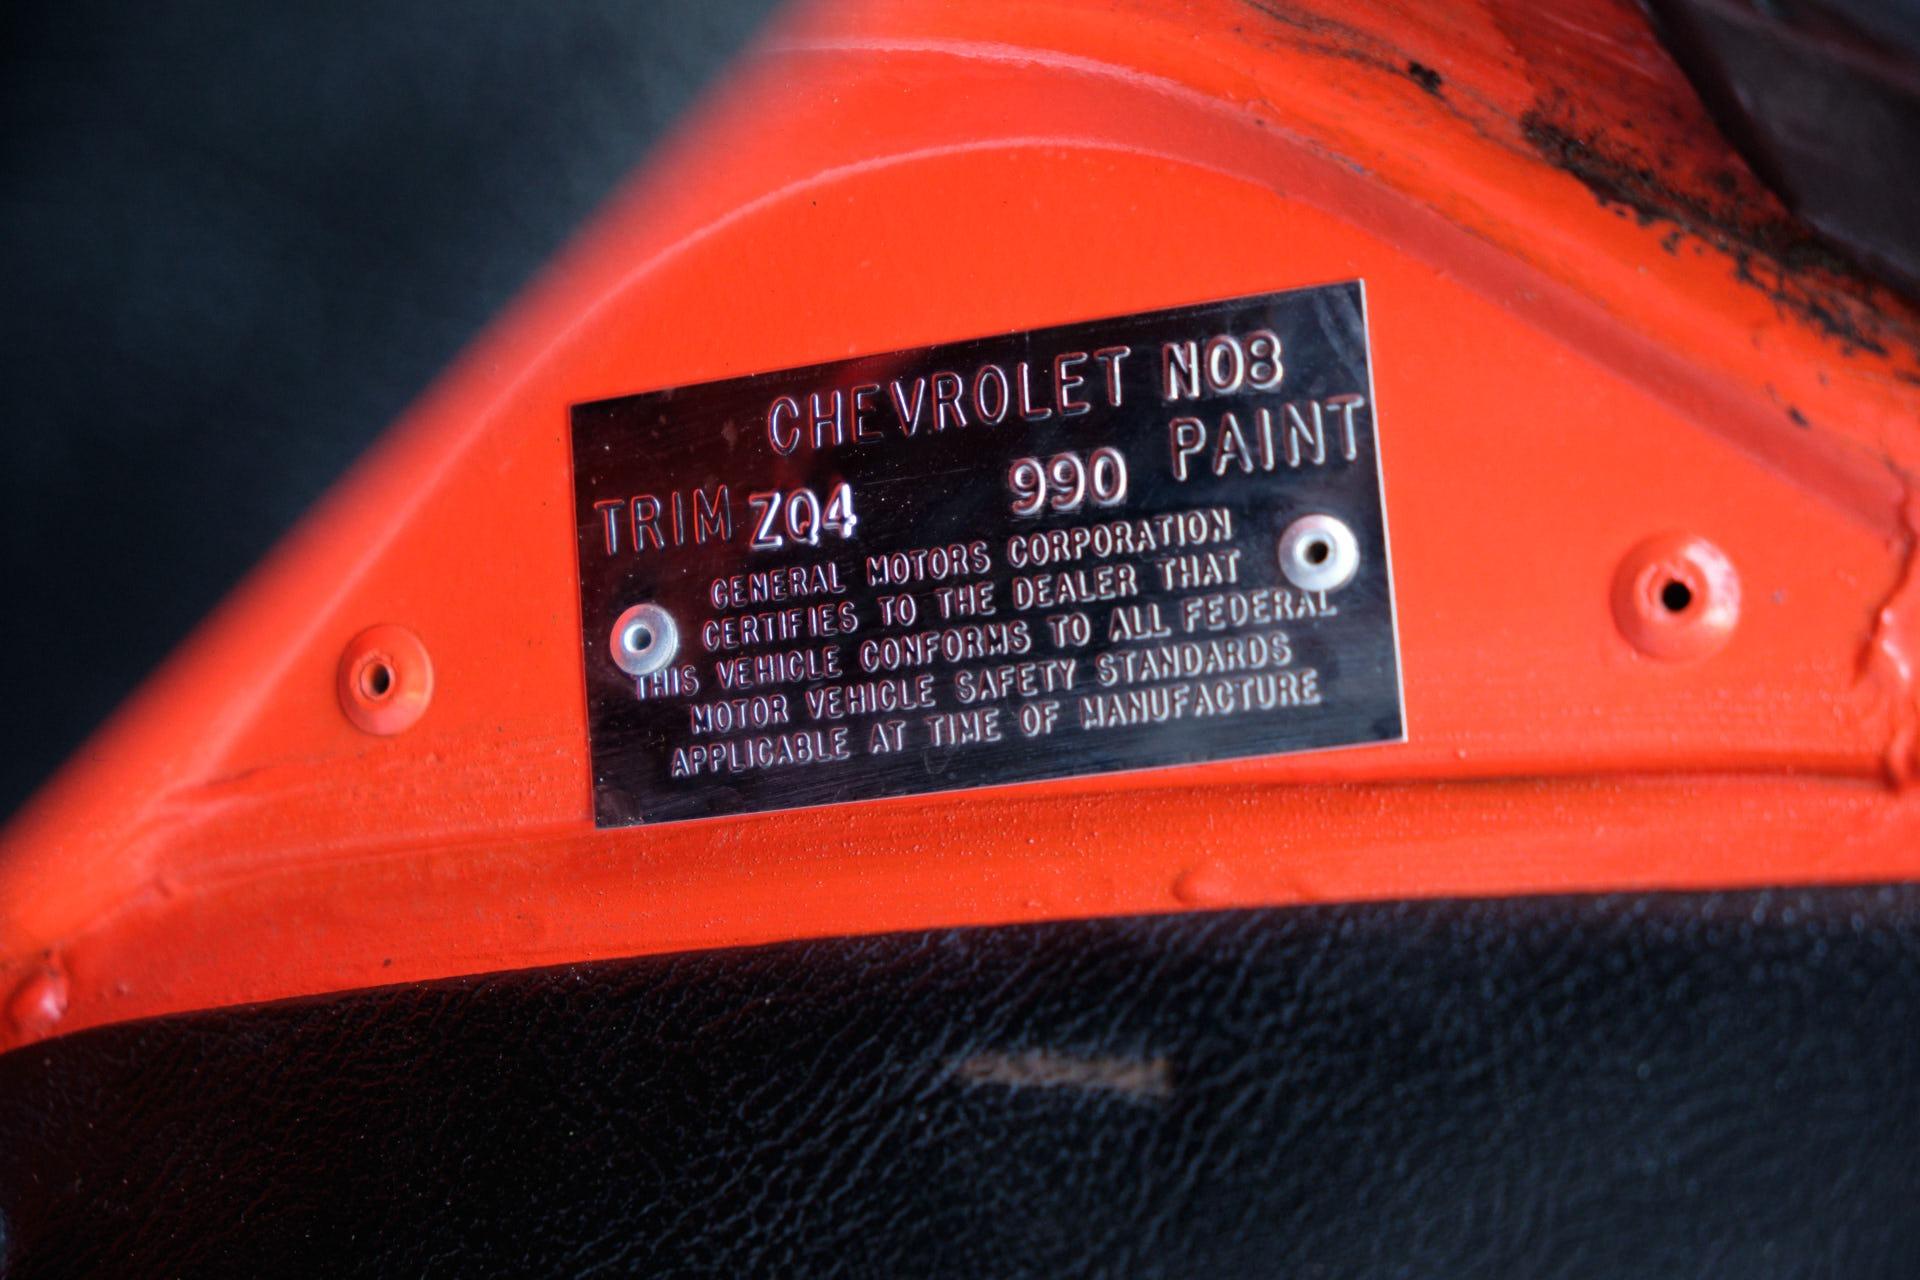 CHEVROLET N08
TRIM ZQ4 990 PAINT
GENERAL MOTORS CORPORATION
CERTIFIES TO THE DEALER THAT
THIS VEHICLE CONFORMS TO ALL FEDERAL
MOTOR VEHICLE SAFETY STANDARDS
APPLICABLE AT TIME OF MANUFACTURE